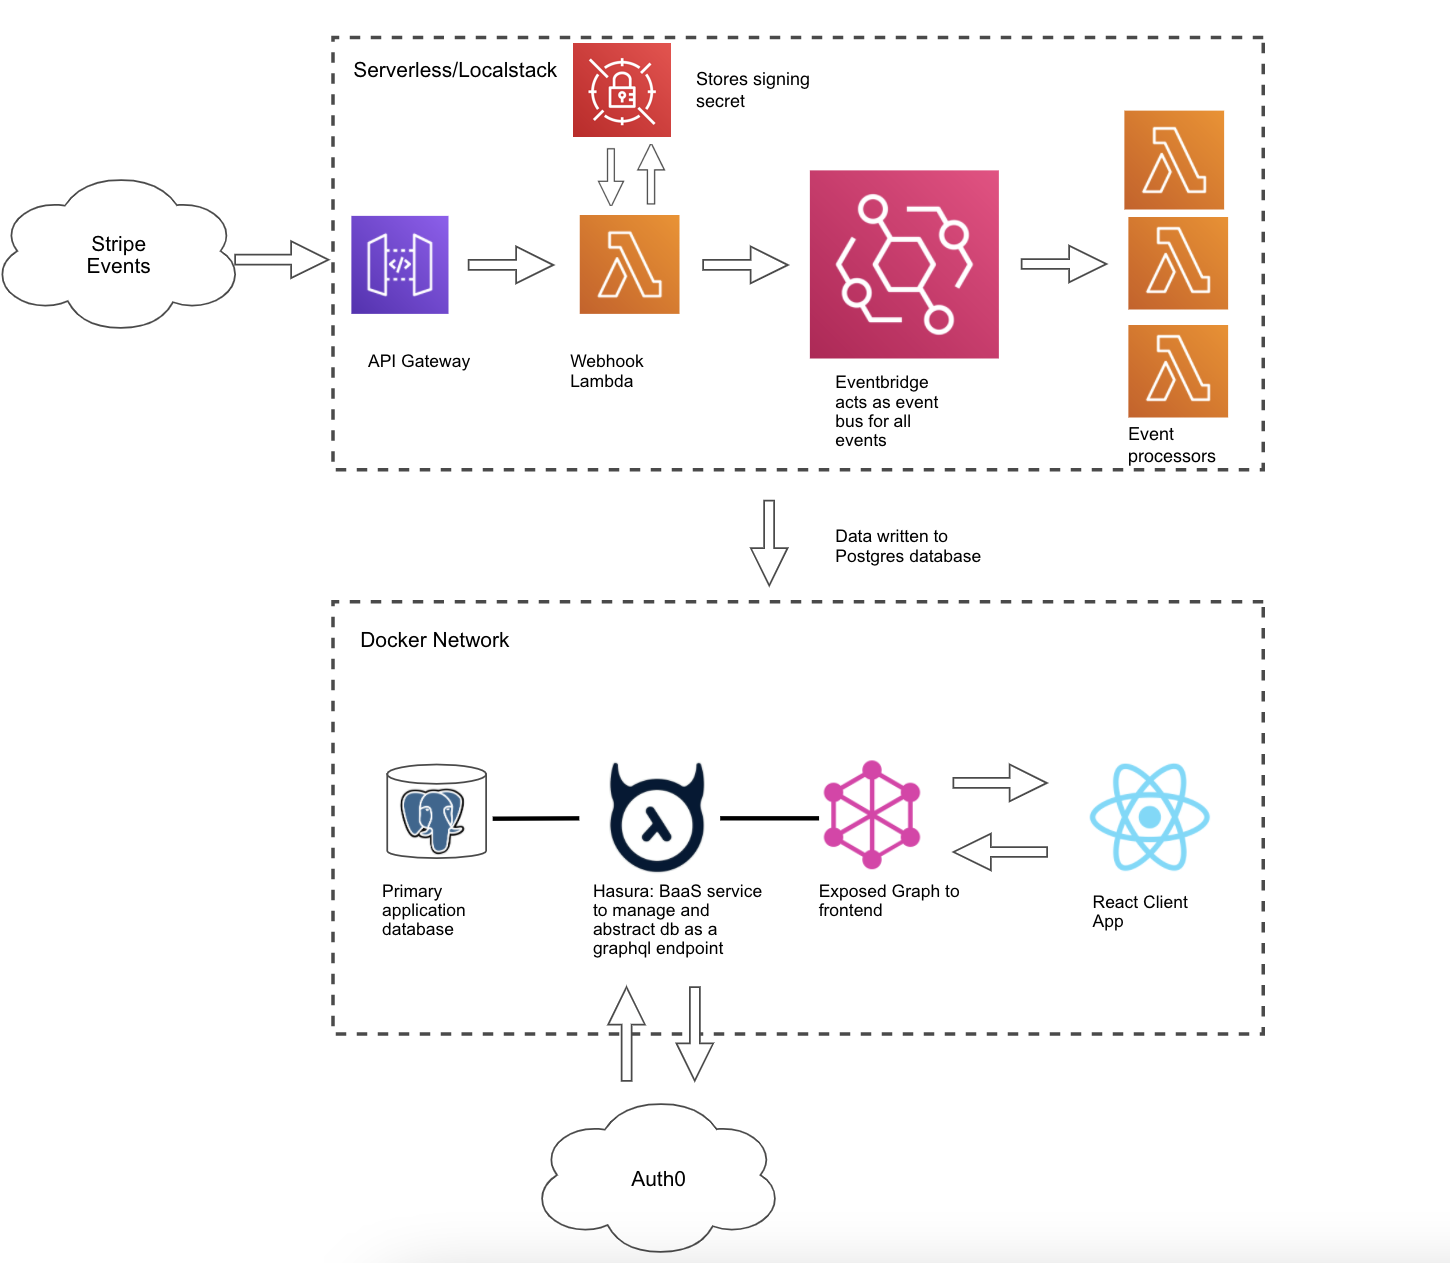 Serverless/Localstack
Stores signing
secret
Stripe
Events
API Gateway
Webhook
Lambda
Eventbridge
acts as event
bus for all
events
Event
processors
Data written to
Postgres database
Docker Network
Primary
application
database
Hasura: BaaS service
to manage and
abstract db as a
graphql endpoint
Exposed Graph to
frontend
React Client
App
Auth0